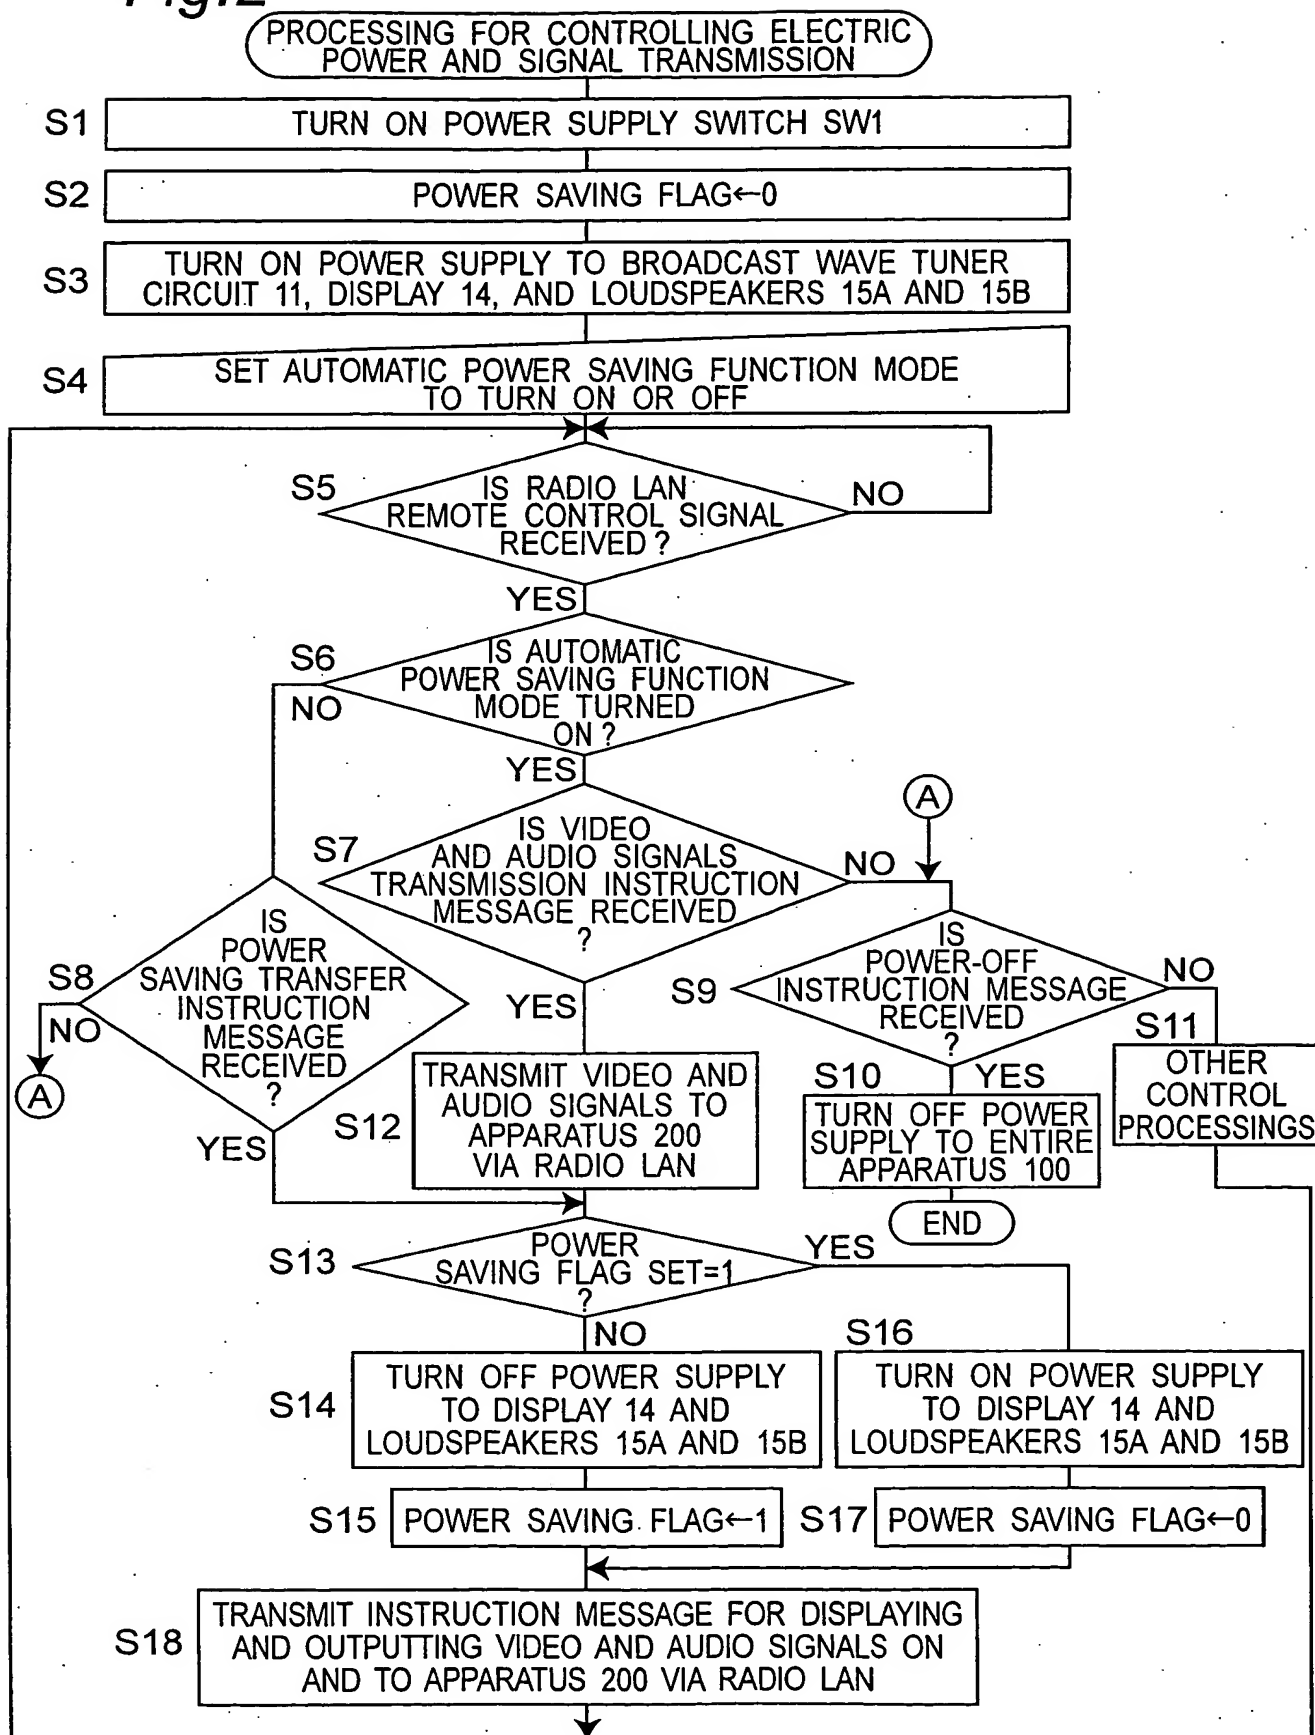 Fig.2
PROCESSING FOR CONTROLLING ELECTRIC
POWER AND SIGNAL TRANSMISSION
S1
TURN ON POWER SUPPLY SWITCH SW1
S2
POWER SAVING FLAG←0
S3
TURN ON POWER SUPPLY TO BROADCAST WAVE TUNER
CIRCUIT 11, DISPLAY 14, AND LOUDSPEAKERS 15A AND 15B
S4
SET AUTOMATIC POWER SAVING FUNCTION MODE
TO TURN ON OR OFF
S5
IS RADIO LAN
REMOTE CONTROL SIGNAL
RECEIVED ?
NO
YES
S6
IS AUTOMATIC
POWER SAVING FUNCTION
MODE TURNED
ON ?
NO
YES
A
S7
IS VIDEO
AND AUDIO SIGNALS
TRANSMISSION INSTRUCTION
MESSAGE RECEIVED
?
NO
YES
S8
IS
POWER
SAVING TRANSFER
INSTRUCTION
MESSAGE
RECEIVED
?
NO
A
YES
S9
IS
POWER-OFF
INSTRUCTION MESSAGE
RECEIVED
?
NO
YES
S10
TURN OFF POWER
SUPPLY TO ENTIRE
APPARATUS 100
END
S11
OTHER
CONTROL
PROCESSINGS
S12
TRANSMIT VIDEO AND
AUDIO SIGNALS TO
APPARATUS 200
VIA RADIO LAN
S13
POWER
SAVING FLAG SET=1
?
YES
NO
S14
TURN OFF POWER SUPPLY
TO DISPLAY 14 AND
LOUDSPEAKERS 15A AND 15B
S16
TURN ON POWER SUPPLY
TO DISPLAY 14 AND
LOUDSPEAKERS 15A AND 15B
S15
POWER SAVING FLAG←1
S17
POWER SAVING FLAG←0
S18
TRANSMIT INSTRUCTION MESSAGE FOR DISPLAYING
AND OUTPUTTING VIDEO AND AUDIO SIGNALS ON
AND TO APPARATUS 200 VIA RADIO LAN